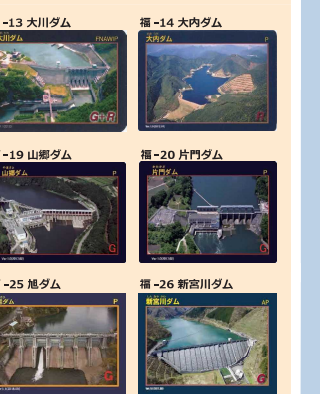 -13 大川ダム
福 -14 大内ダム
大川ダム
FNAWIP
大内ダム
P
G+R
R
-19 山郷ダム
福 -20 片門ダム
山郷ダム
P
片門ダム
P
G
G
-25 旭ダム
福 -26 新宮川ダム
ダム
P
新宮川ダム
AP
G
G